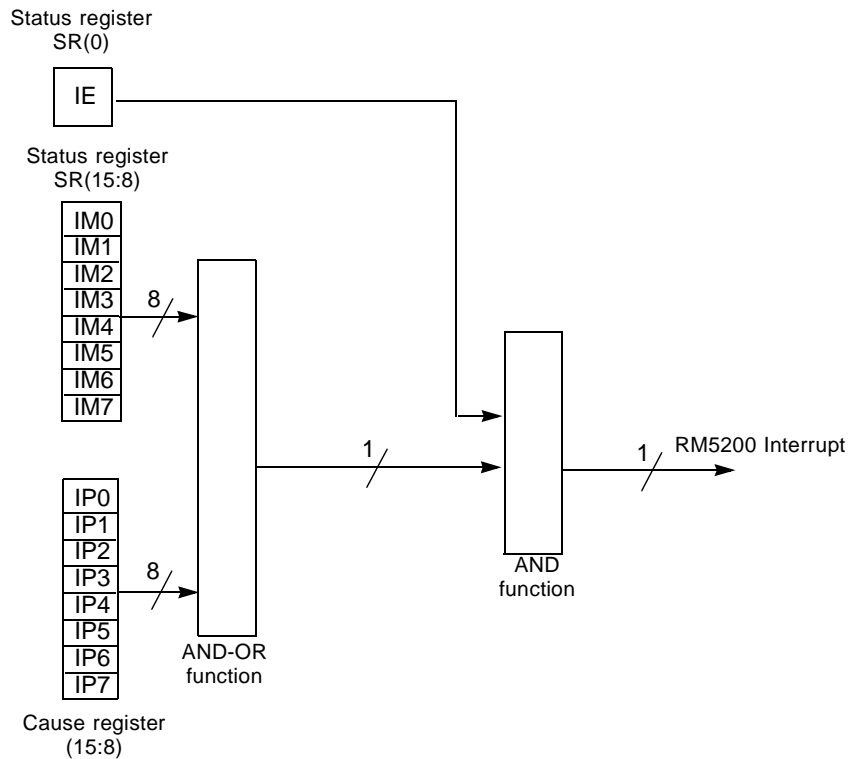 Status register
SR(0)
IE
Status register
SR(15:8)
IM0
IM1
IM2
IM3
IM4
IM5
IM6
IM7
8
1
1
RM5200 Interrupt
IP0
IP1
IP2
IP3
IP4
IP5
IP6
IP7
8
AND
function
AND-OR
function
Cause register
(15:8)